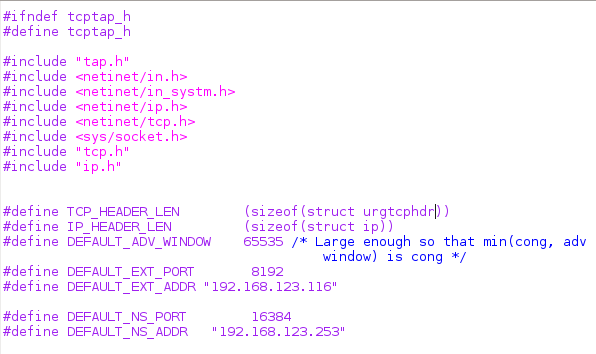 #ifndef tcptap_h
#define tcptap_h
#include "tap.h"
#include <netinet/in.h>
#include <netinet/in_systm.h>
#include <netinet/ip.h>
#include <netinet/tcp.h>
#include <sys/socket.h>
#include "tcp.h"
#include "ip.h"
#define TCP_HEADER_LEN (sizeof(struct urgtcphdr))
#define IP_HEADER_LEN (sizeof(struct ip))
#define DEFAULT_ADV_WINDOW 65535 /* Large enough so that min(cong, adv
window) is cong */
#define DEFAULT_EXT_PORT 8192
#define DEFAULT_EXT_ADDR "192.168.123.116"
#define DEFAULT_NS_PORT 16384
#define DEFAULT_NS_ADDR "192.168.123.253"